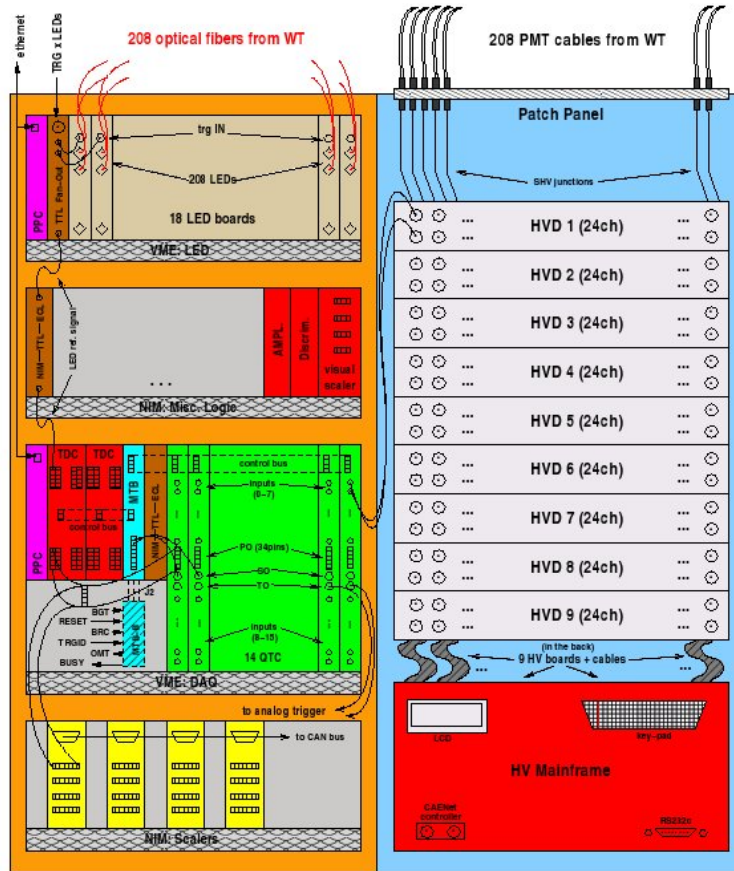 ethernet
TRG x LEDs
208 optical fibers from WT
trg IN
208 LEDs
18 LED boards
PPC
TTL Fan-Out
VME: LED
NIM—TTL—ECL
LED ref. signal
...
AMPL.
Discrim.
visual
scaler
NIM: Misc. Logic
TDC
TDC
MTB
NIM—TTL—ECL
control bus
control bus
PPC
inputs
(0-7)
PO (34pins)
SO
TO
inputs
(8-15)
14 QTC
J2
BGT
RESET
BRC
TRGID
OMT
BUSY
MTB-B
VME: DAQ
to analog trigger
to CAN bus
NIM: Scalers
208 PMT cables from WT
Patch Panel
SHV junctions
... HVD 1 (24ch) ...
... ...
... HVD 2 (24ch) ...
... ...
... HVD 3 (24ch) ...
... ...
... HVD 4 (24ch) ...
... ...
... HVD 5 (24ch) ...
... ...
... HVD 6 (24ch) ...
... ...
... HVD 7 (24ch) ...
... ...
... HVD 8 (24ch) ...
... ...
... HVD 9 (24ch) ...
... ...
(in the back)
9 HV boards + cables
... ...
LCD
key-pad
HV Mainframe
CAENet
controller
RS232c